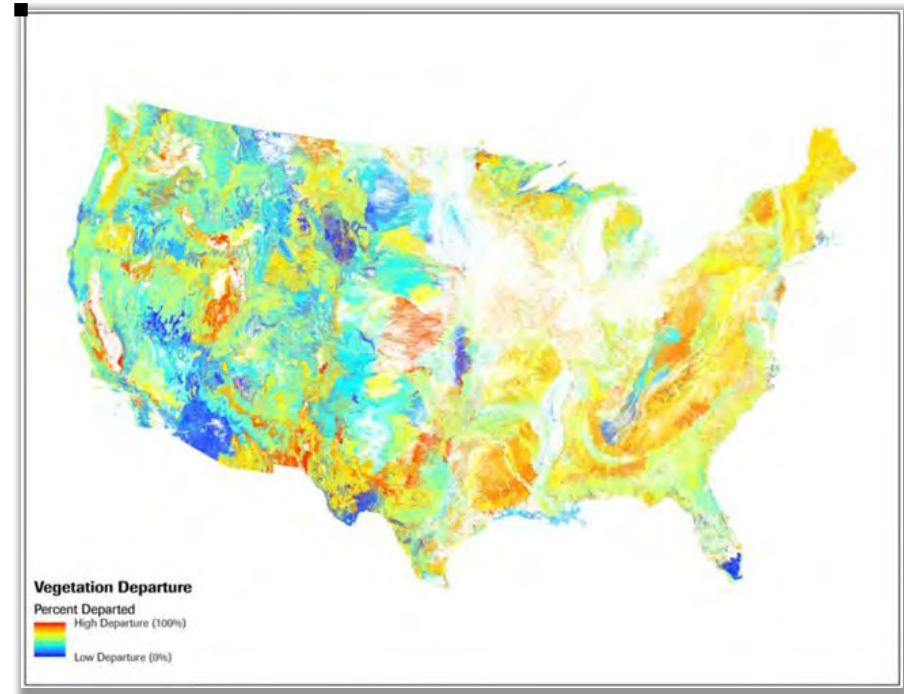 Vegetation Departure
Percent Departed
High Departure (100%)
Low Departure (0%)